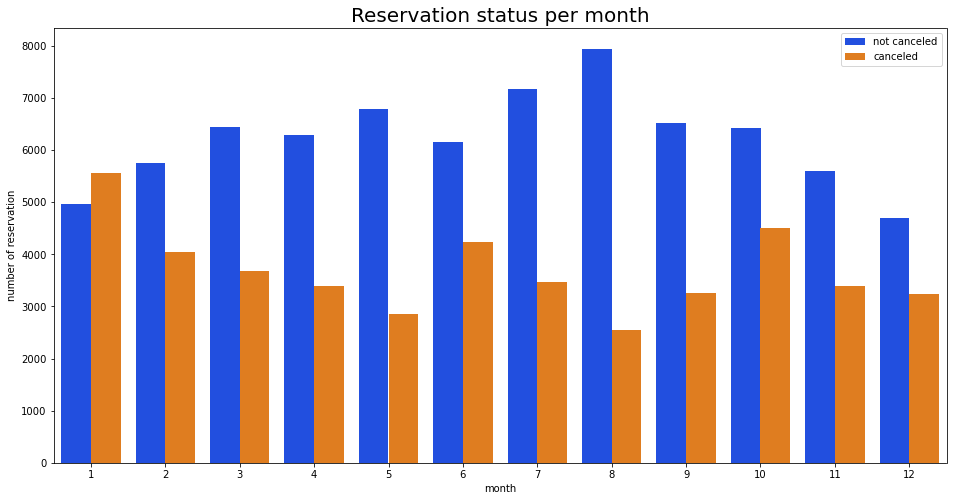 Reservation status per month
not canceled
canceled
number of reservation
8000
7000
6000
5000
4000
3000
2000
1000
0
1 2 3 4 5 6 7 8 9 10 11 12
month